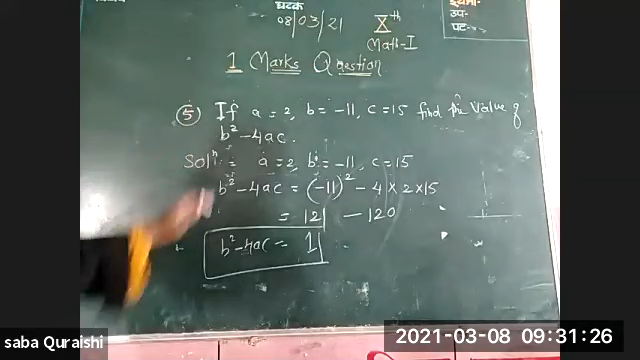 घटक
इयत्ता-
उप-
पट-
08/03/21
Xth
Math-I
1 Marks Question
(5) If a = 2, b = -11, c = 15 find the Value of
b² - 4ac.
Solⁿ :- a = 2, b = -11, c = 15
b² - 4ac = (-11)² - 4 × 2 × 15
= 121 - 120
b² - 4ac = 1
saba Quraishi
2021-03-08 09:31:26